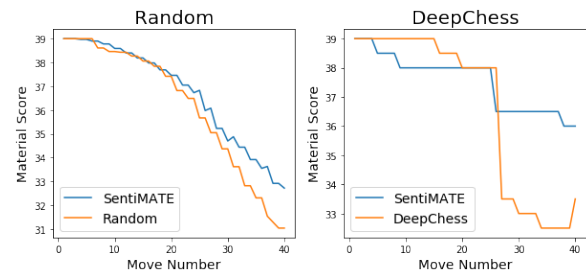 Random
Material Score
39
38
37
36
35
34
33
32
31
0
10
20
30
40
Move Number
SentiMATE
Random
DeepChess
Material Score
39
38
37
36
35
34
33
0
10
20
30
40
Move Number
SentiMATE
DeepChess